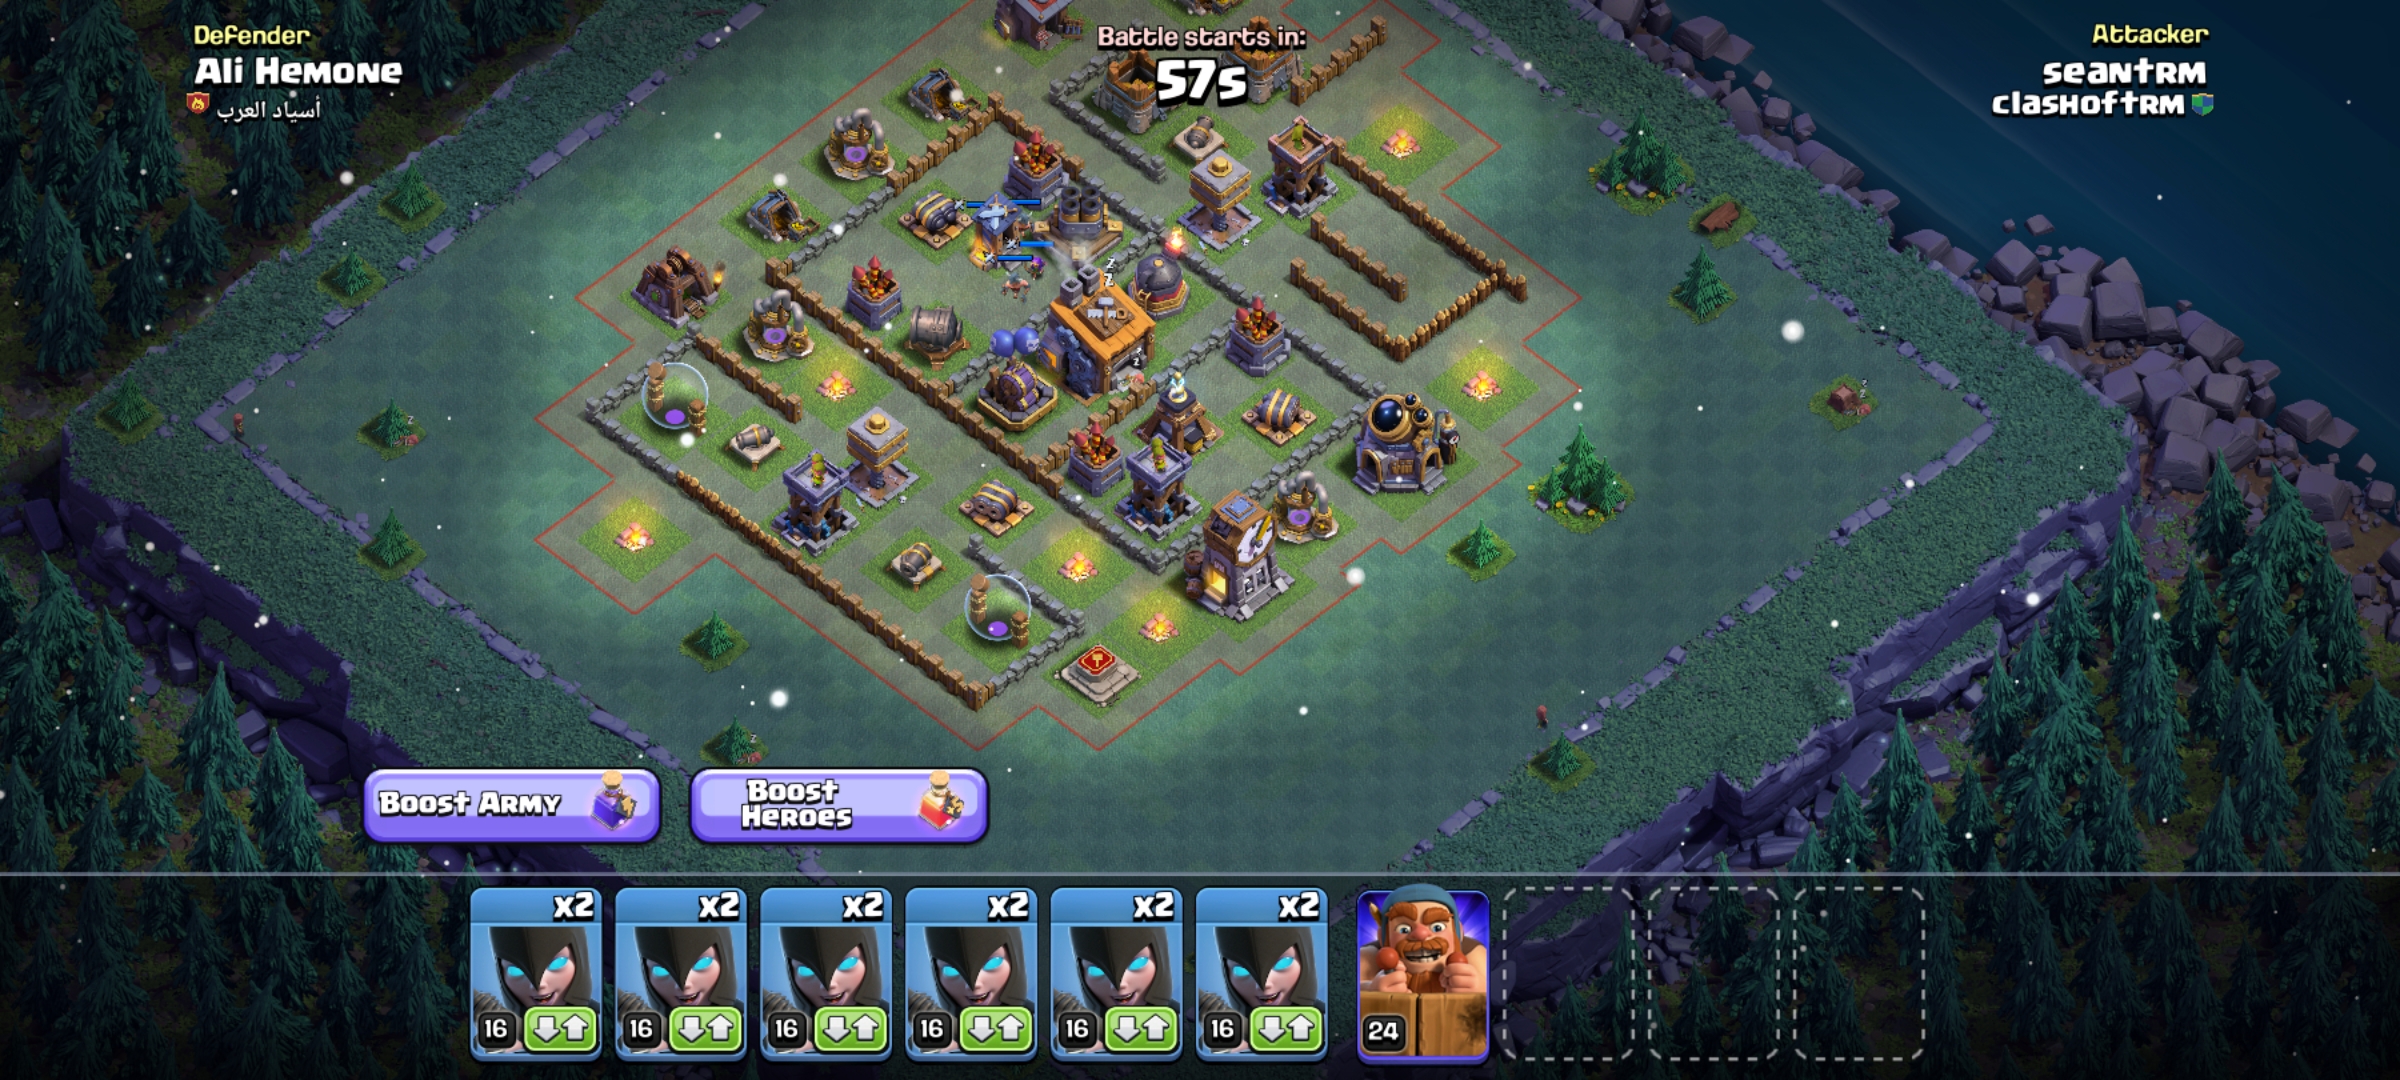 Defender
Ali Hemone
أسياد العرب
Battle starts in:
57s
Attacker
seantRM
clashoftRM
Boost Army
Boost Heroes
x2
x2
x2
x2
x2
x2
16
16
16
16
16
16
24